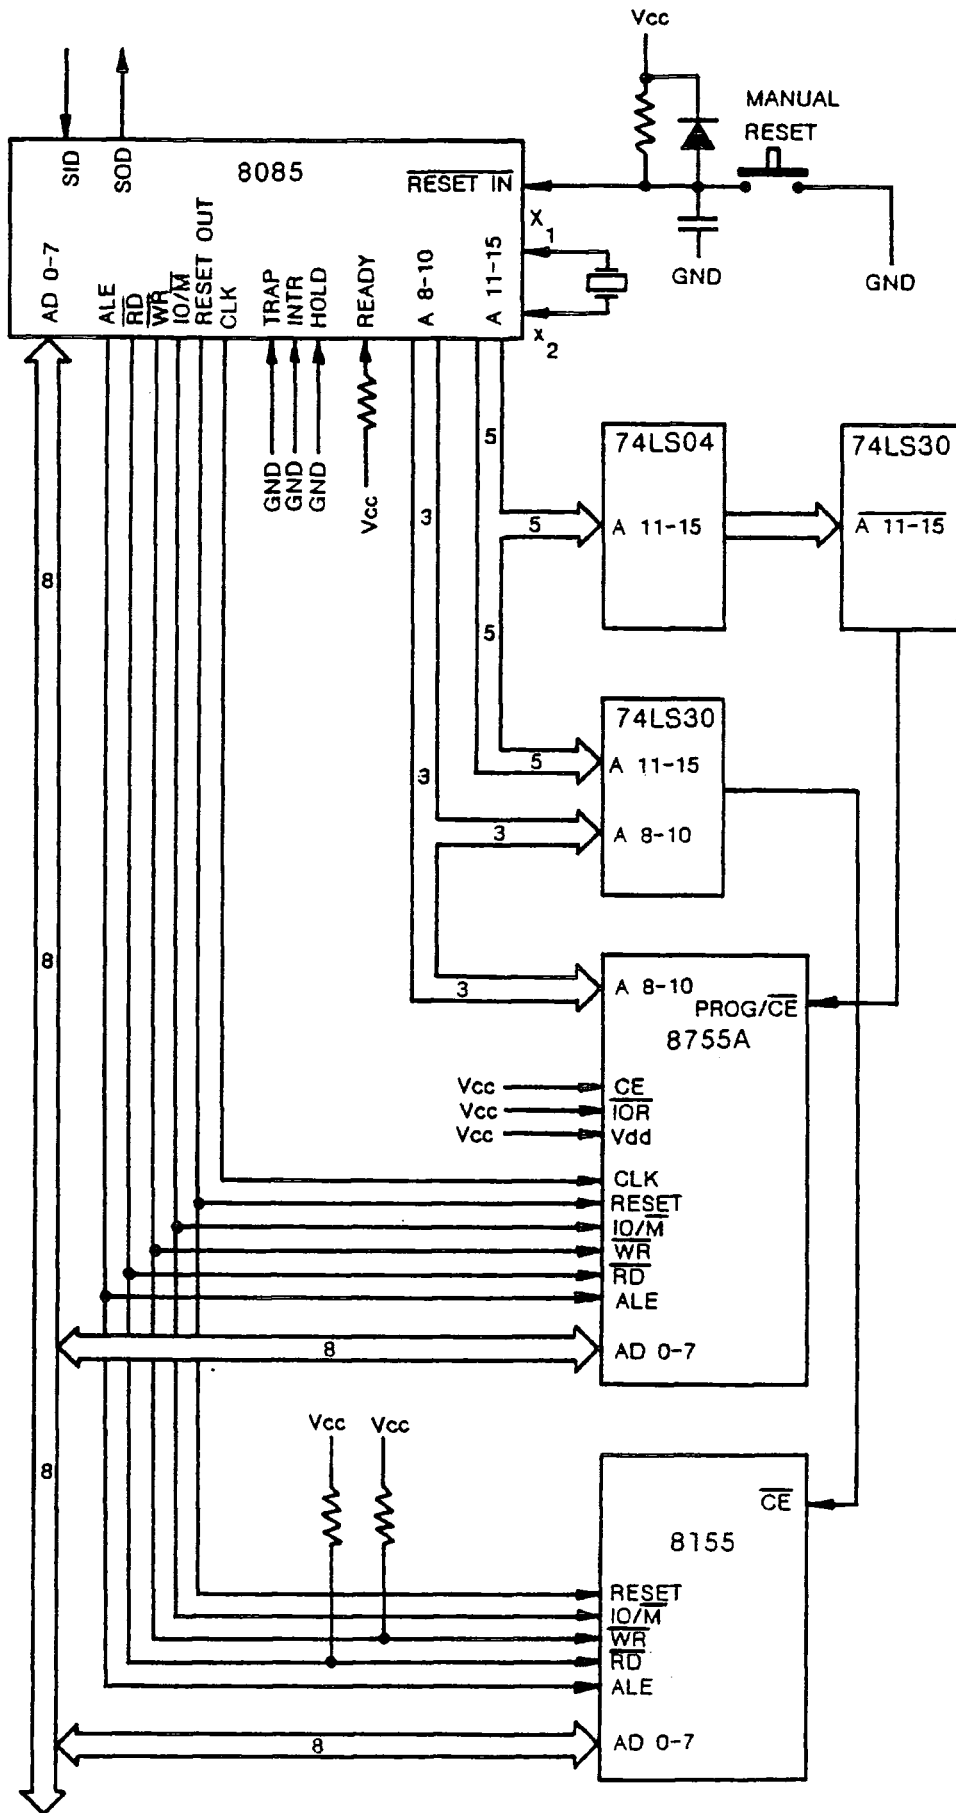 Vcc
MANUAL
RESET
SID
SOD
8085
RESET IN
AD 0-7
ALE
RD
WR
IO/M
RESET OUT
CLK
TRAP
INTR
HOLD
READY
A 8-10
A 11-15
X1
X2
GND
GND
GND
GND
GND
Vcc
8
3
5
5
74LS04
A 11-15
74LS30
A 11-15
5
74LS30
A 11-15
A 8-10
5
3
3
8
3
A 8-10
PROG/CE
8755A
Vcc
CE
Vcc
IOR
Vcc
Vdd
CLK
RESET
IO/M
WR
RD
ALE
8
AD 0-7
Vcc
Vcc
8
CE
8155
RESET
IO/M
WR
RD
ALE
8
AD 0-7